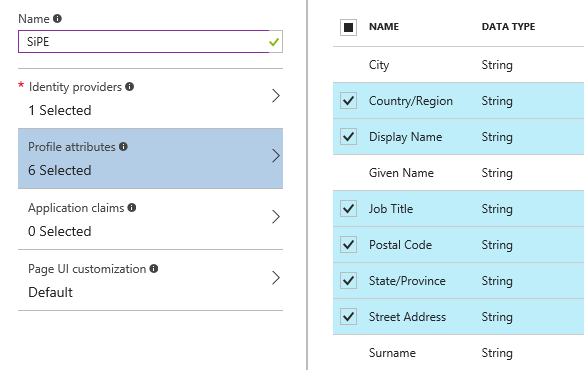 Name
SiPE
* Identity providers
1 Selected
Profile attributes
6 Selected
Application claims
0 Selected
Page UI customization
Default
NAME DATA TYPE
City String
Country/Region String
Display Name String
Given Name String
Job Title String
Postal Code String
State/Province String
Street Address String
Surname String